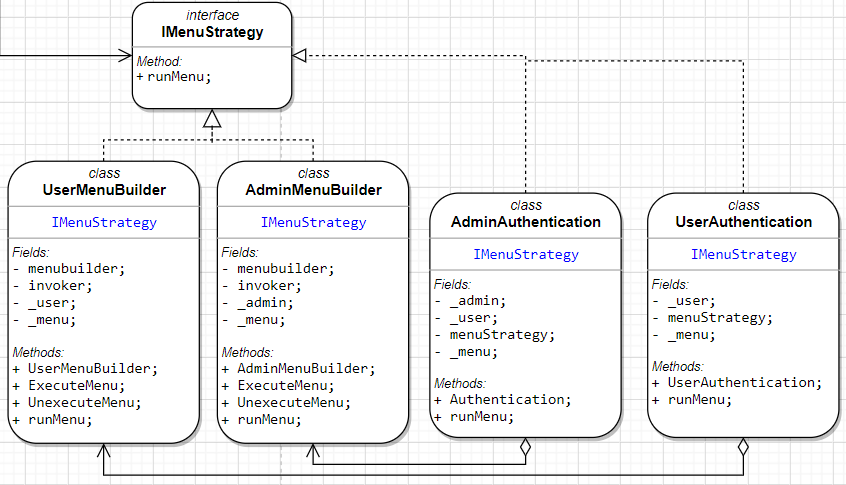 interface
IMenuStrategy
Method:
+ runMenu;
class
UserMenuBuilder
IMenuStrategy
Fields:
- menubuilder;
- invoker;
- _user;
- _menu;
Methods:
+ UserMenuBuilder;
+ ExecuteMenu;
+ UnexecuteMenu;
+ runMenu;
class
AdminMenuBuilder
IMenuStrategy
Fields:
- menubuilder;
- invoker;
- _admin;
- _menu;
Methods:
+ AdminMenuBuilder;
+ ExecuteMenu;
+ UnexecuteMenu;
+ runMenu;
class
AdminAuthentication
IMenuStrategy
Fields:
- _admin;
- _user;
- menuStrategy;
- _menu;
Methods:
+ Authentication;
+ runMenu;
class
UserAuthentication
IMenuStrategy
Fields:
- _user;
- menuStrategy;
- _menu;
Methods:
+ UserAuthentication;
+ runMenu;